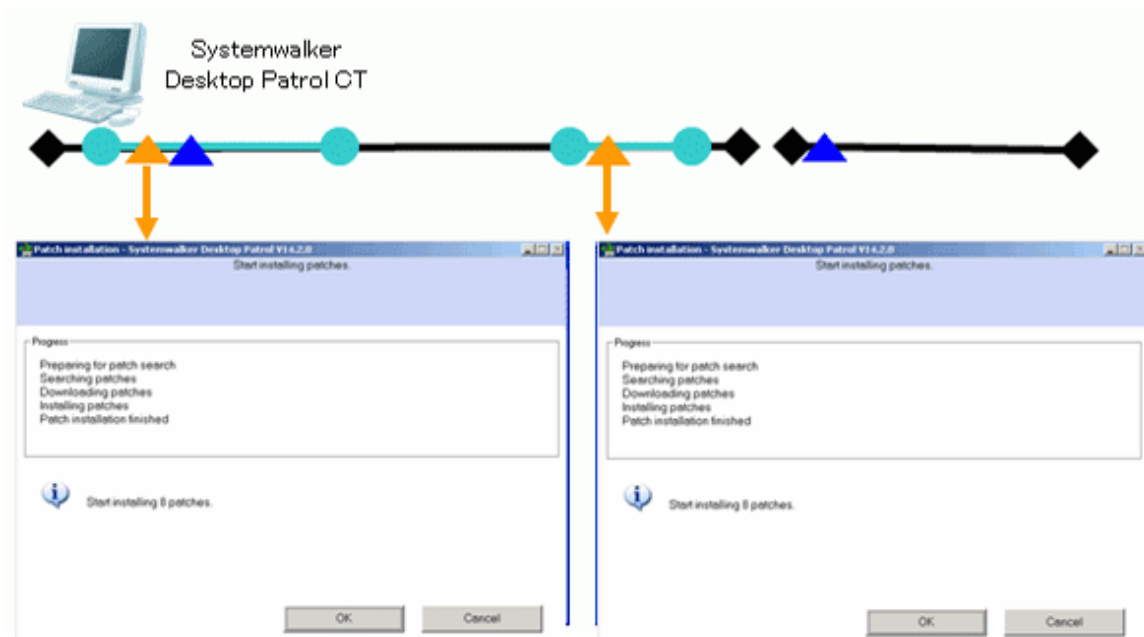 Systemwalker
Desktop Patrol CT
Patch installation - Systemwalker Desktop Patrol V14.2.0
Start installing patches.
Progress
Preparing for patch search
Searching patches
Downloading patches
Installing patches
Patch installation finished
Start installing 8 patches.
OK Cancel
Patch installation - Systemwalker Desktop Patrol V14.2.0
Start installing patches.
Progress
Preparing for patch search
Searching patches
Downloading patches
Installing patches
Patch installation finished
Start installing 8 patches.
OK Cancel